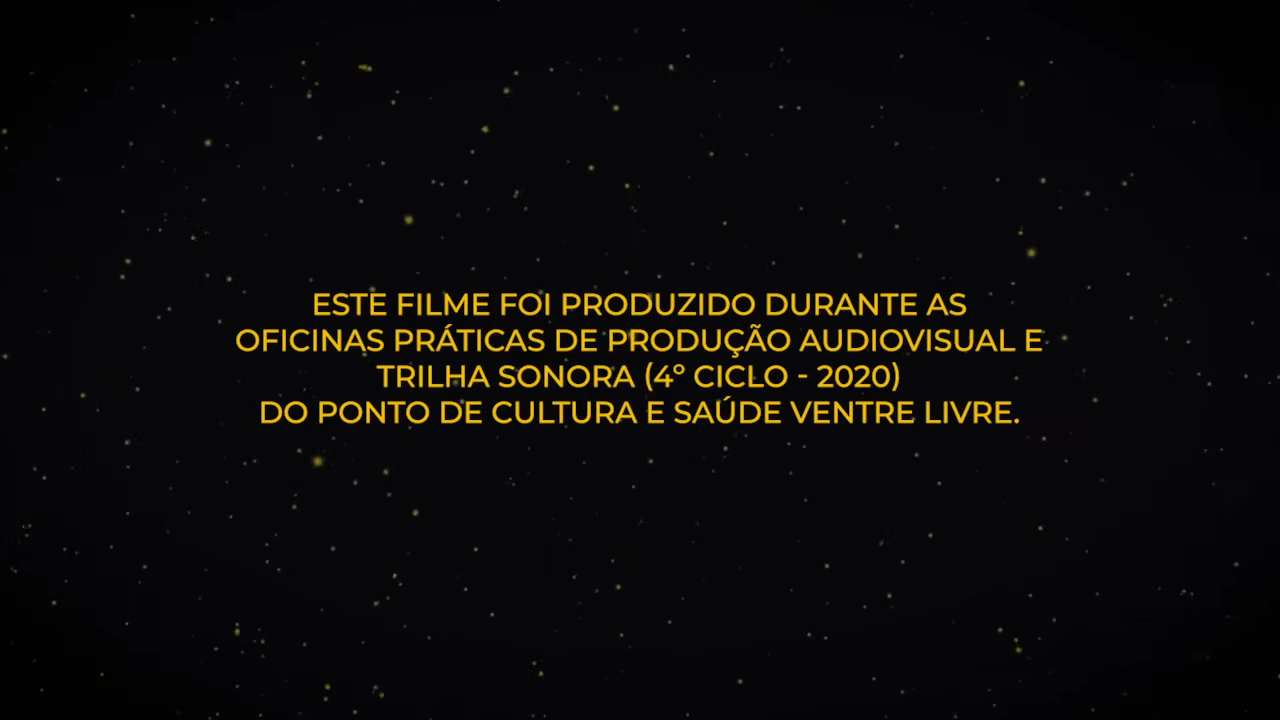 ESTE FILME FOI PRODUZIDO DURANTE AS
OFICINAS PRÁTICAS DE PRODUÇÃO AUDIOVISUAL E
TRILHA SONORA (4º CICLO - 2020)
DO PONTO DE CULTURA E SAÚDE VENTRE LIVRE.